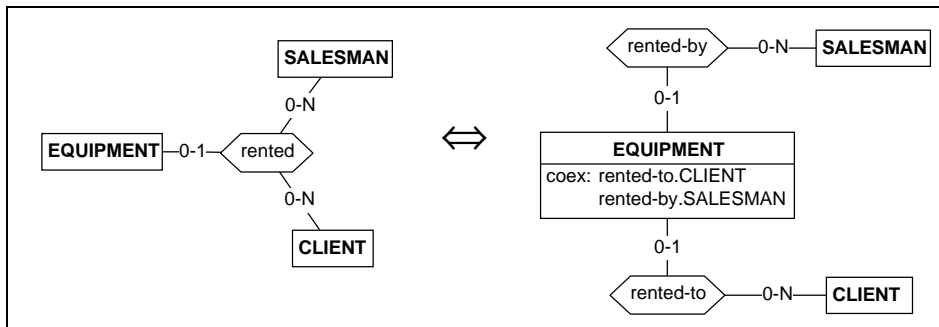 SALESMAN
0-N
EQUIPMENT 0-1 rented
0-N
CLIENT
⇔
rented-by 0-N SALESMAN
0-1
EQUIPMENT
coex: rented-to.CLIENT
rented-by.SALESMAN
0-1
rented-to 0-N CLIENT